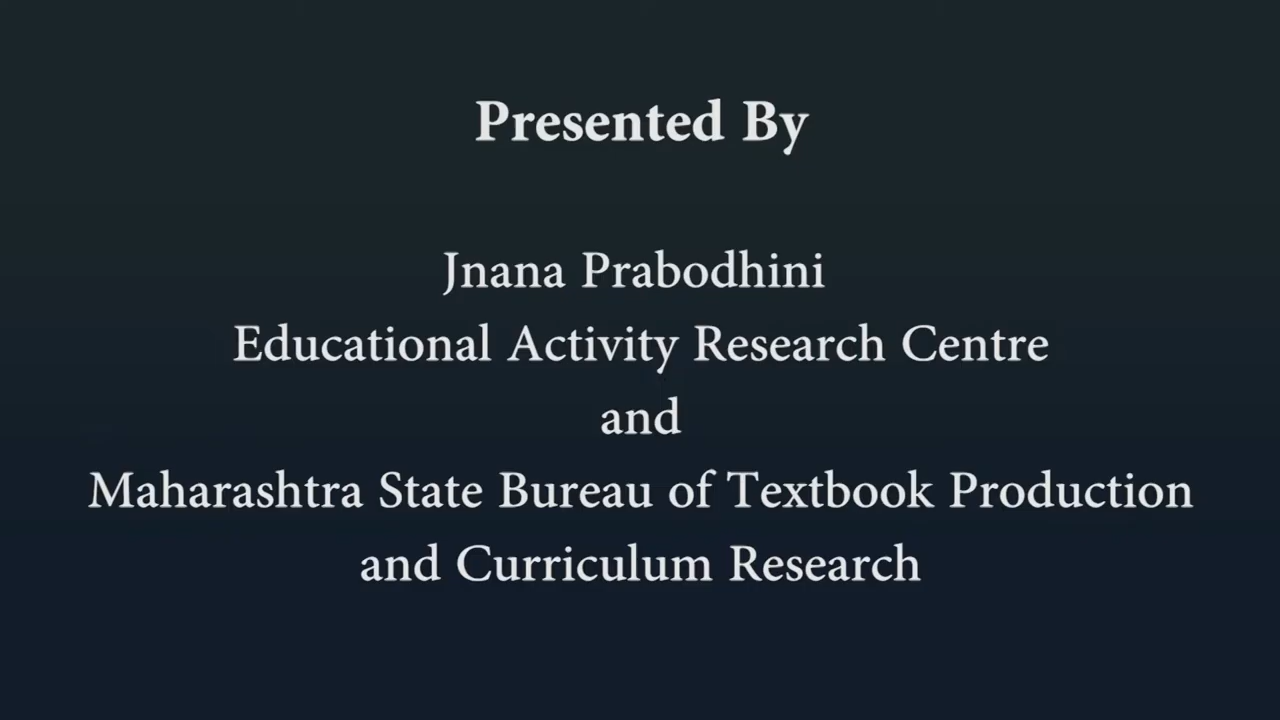 Presented By
Jnana Prabodhini
Educational Activity Research Centre
and
Maharashtra State Bureau of Textbook Production
and Curriculum Research